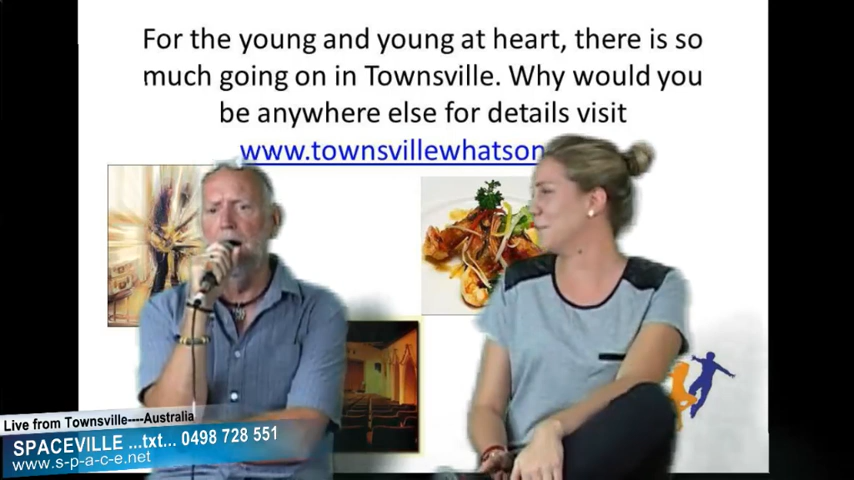 For the young and young at heart, there is so
much going on in Townsville. Why would you
be anywhere else for details visit
www.townsvillewhatson
Live from Townsville----Australia
SPACEVILLE ...txt... 0498 728 551
www.s-p-a-c-e.net